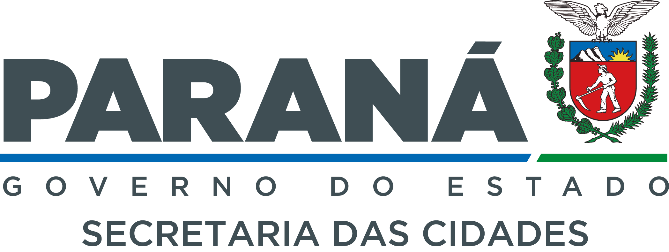 PARANÁ
GOVERNO DO ESTADO
SECRETARIA DAS CIDADES